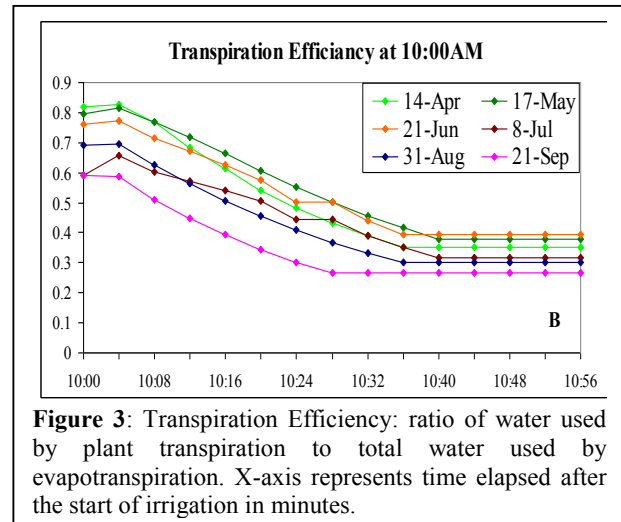 Transpiration Efficiancy at 10:00AM
0.9
0.8
0.7
0.6
0.5
0.4
0.3
0.2
0.1
0
14-Apr 17-May
21-Jun 8-Jul
31-Aug 21-Sep
B
10:00 10:08 10:16 10:24 10:32 10:40 10:48 10:56
Figure 3: Transpiration Efficiency: ratio of water used
by plant transpiration to total water used by
evapotranspiration. X-axis represents time elapsed after
the start of irrigation in minutes.